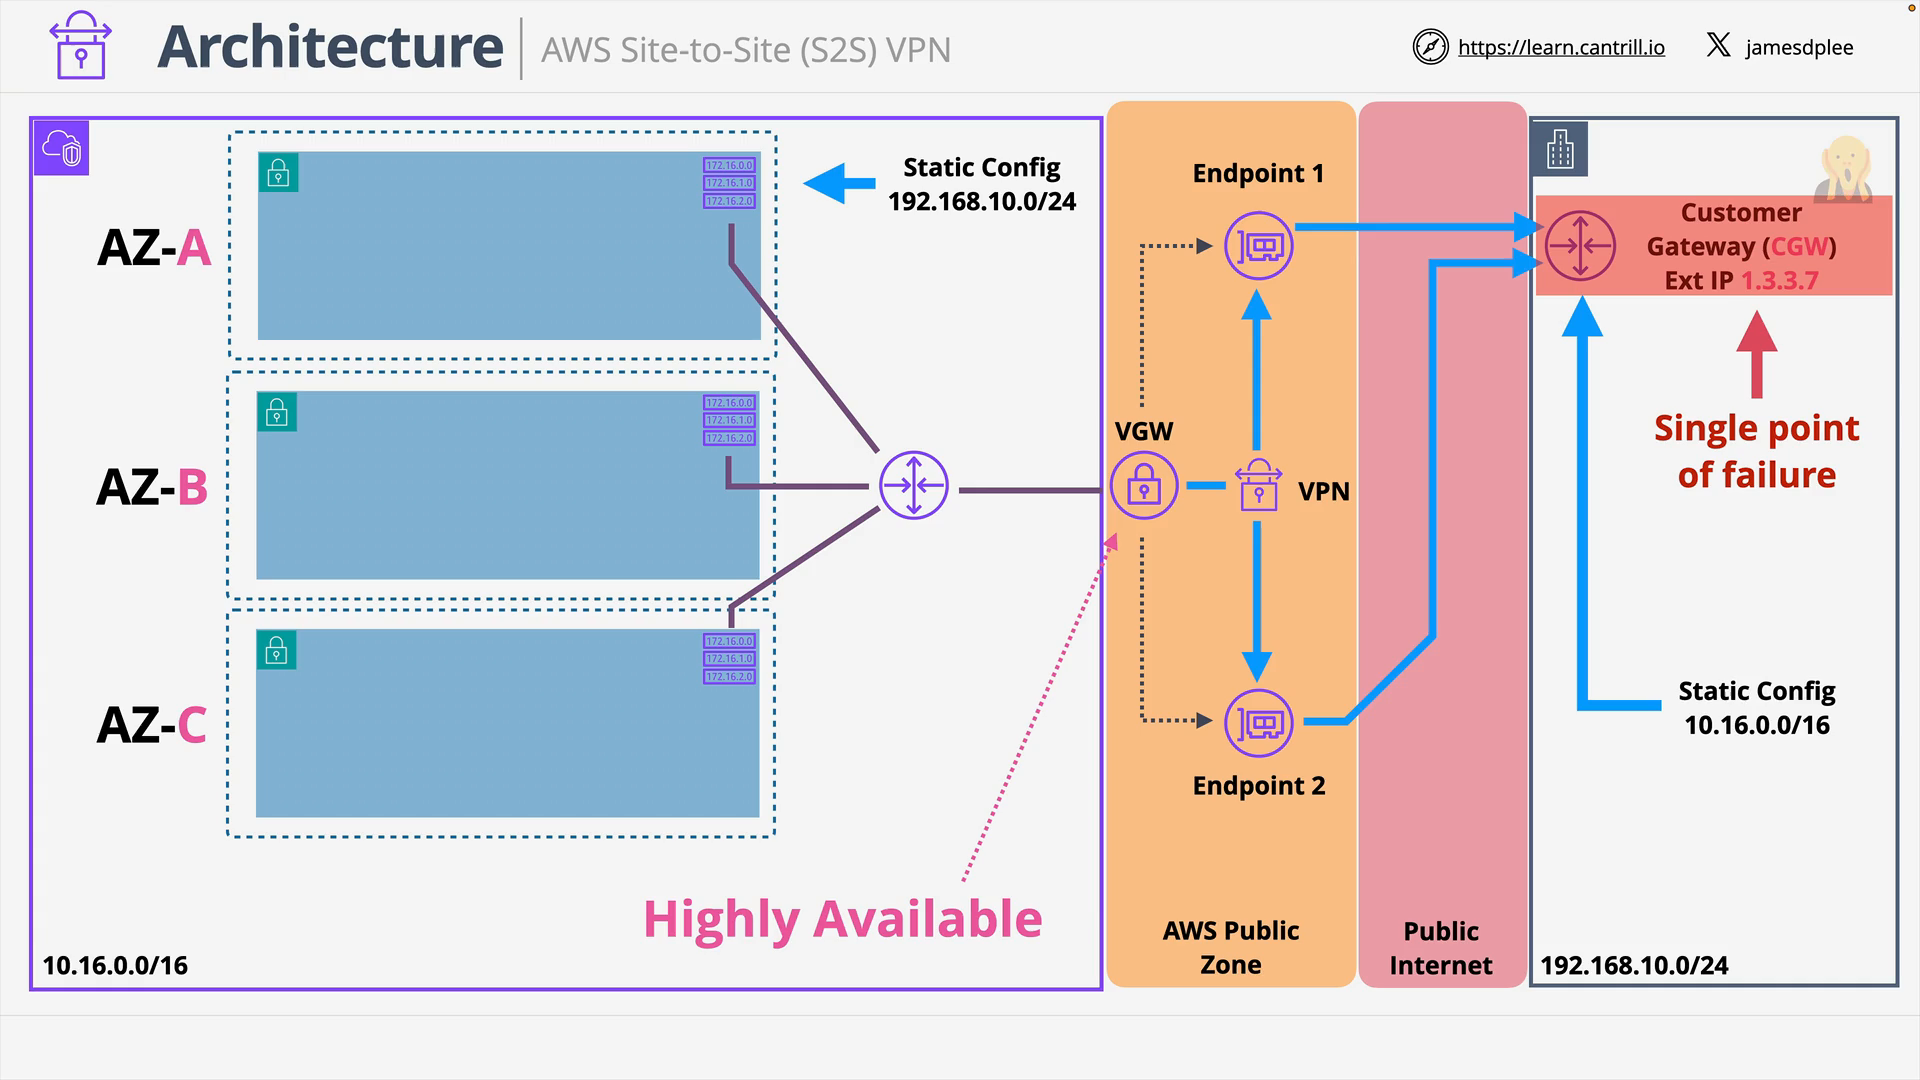 Architecture
AWS Site-to-Site (S2S) VPN
https://learn.cantrill.io
jamesdplee
AZ-A
172.16.0.0
172.16.1.0
172.16.2.0
Static Config
192.168.10.0/24
AZ-B
172.16.0.0
172.16.1.0
172.16.2.0
AZ-C
172.16.0.0
172.16.1.0
172.16.2.0
Highly Available
10.16.0.0/16
Endpoint 1
VGW
VPN
Endpoint 2
AWS Public
Zone
Public
Internet
Customer
Gateway (CGW)
Ext IP 1.3.3.7
Single point
of failure
Static Config
10.16.0.0/16
192.168.10.0/24